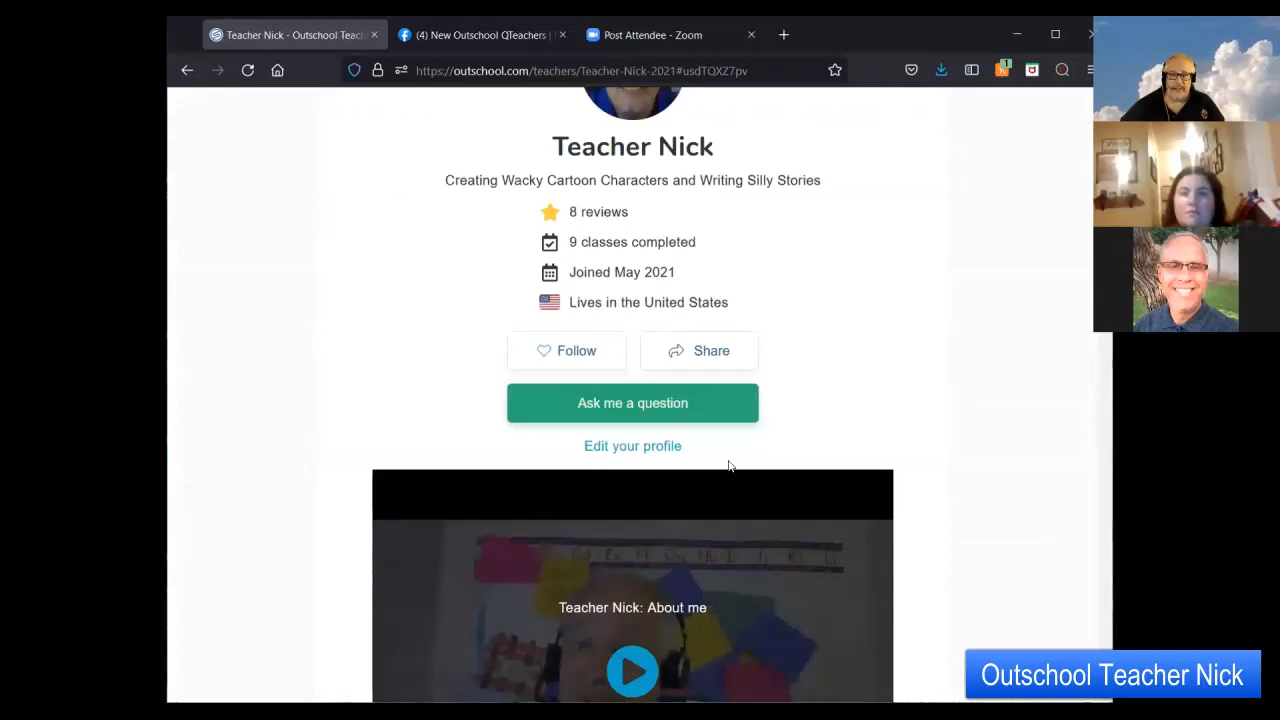 Teacher Nick - Outschool Teach
(4) New Outschool QTeachers |
Post Attendee - Zoom
https://outschool.com/teachers/Teacher-Nick-2021#usdTQXZ7pv
1
Teacher Nick
Creating Wacky Cartoon Characters and Writing Silly Stories
8 reviews
9 classes completed
Joined May 2021
Lives in the United States
Follow
Share
Ask me a question
Edit your profile
Teacher Nick: About me
Outschool Teacher Nick